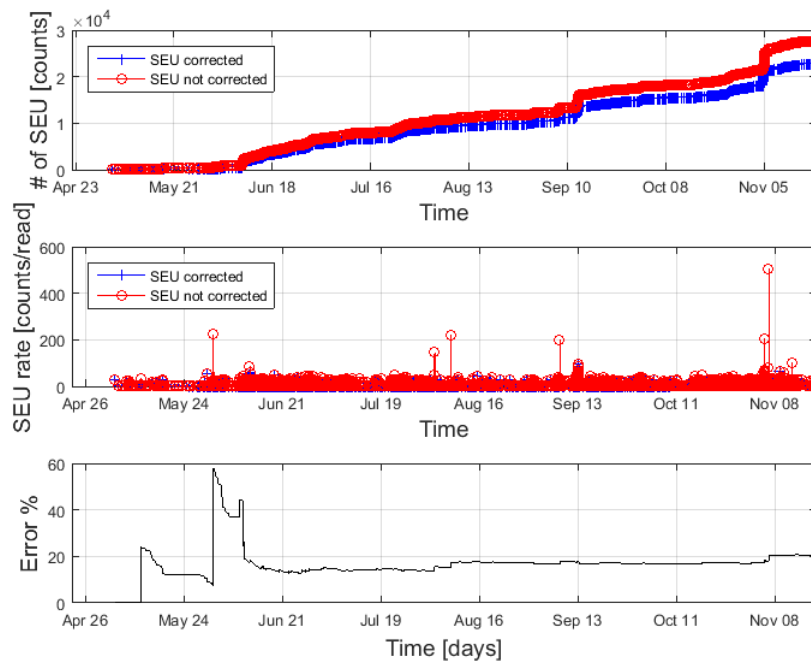 ×10⁴
3
2
1
0
# of SEU [counts]
SEU corrected
SEU not corrected
Apr 23 May 21 Jun 18 Jul 16 Aug 13 Sep 10 Oct 08 Nov 05
Time
600
400
200
0
SEU rate [counts/read]
SEU corrected
SEU not corrected
Apr 26 May 24 Jun 21 Jul 19 Aug 16 Sep 13 Oct 11 Nov 08
Time
60
40
20
0
Error %
Apr 26 May 24 Jun 21 Jul 19 Aug 16 Sep 13 Oct 11 Nov 08
Time [days]